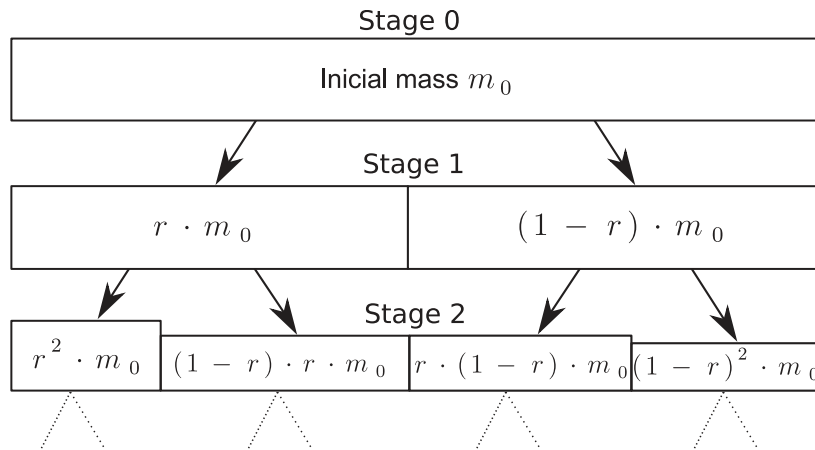 Stage 0
Inicial mass m₀
Stage 1
r · m₀
(1 − r) · m₀
Stage 2
r² · m₀
(1 − r) · r · m₀
r · (1 − r) · m₀
(1 − r)² · m₀